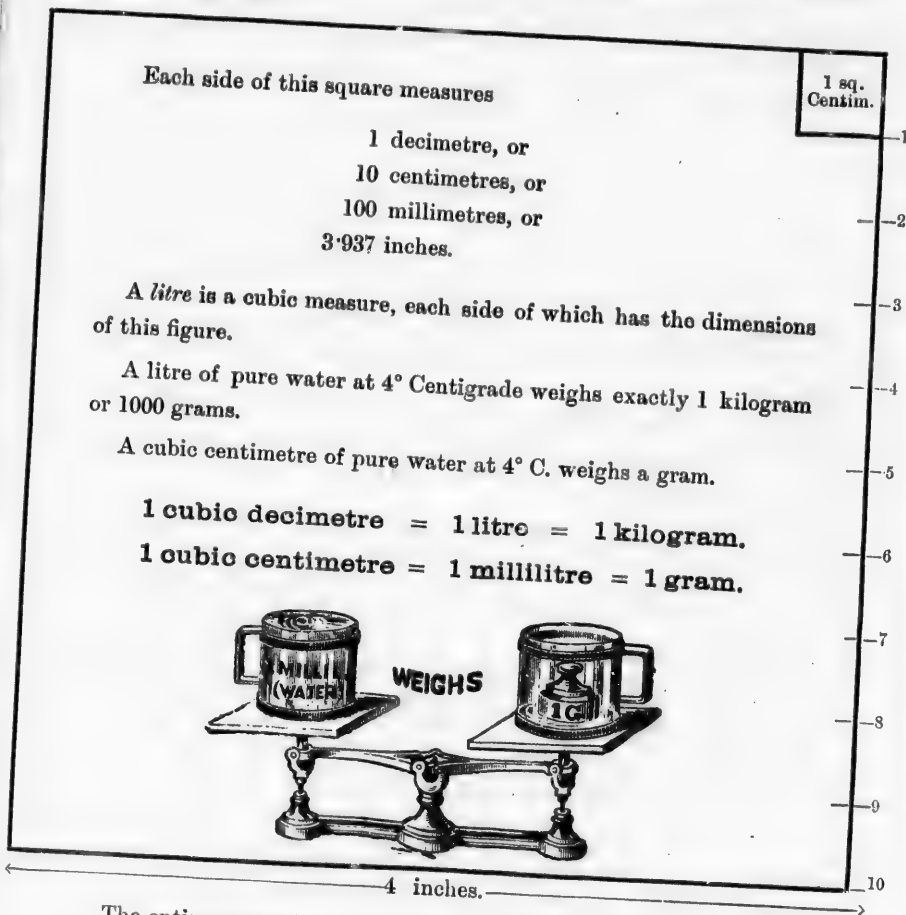 Each side of this square measures
1 sq.
Centim.
1 decimetre, or
10 centimetres, or
100 millimetres, or
3·937 inches.
A litre is a cubic measure, each side of which has the dimensions
of this figure.
A litre of pure water at 4° Centigrade weighs exactly 1 kilogram
or 1000 grams.
A cubic centimetre of pure water at 4° C. weighs a gram.
1 cubic decimetre = 1 litre = 1 kilogram.
1 cubic centimetre = 1 millilitre = 1 gram.
MILLIL
(WATER)
WEIGHS
1G
1
2
3
4
5
6
7
8
9
10
4 inches.
The